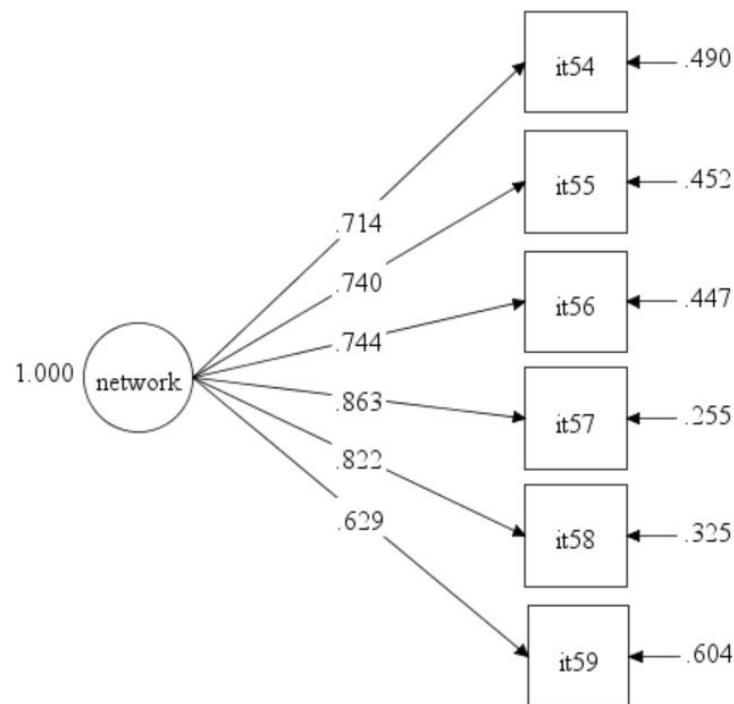 it54
.490
it55
.452
.714
.740
it56
.447
.744
1.000
network
.863
it57
.255
.822
.629
it58
.325
it59
.604